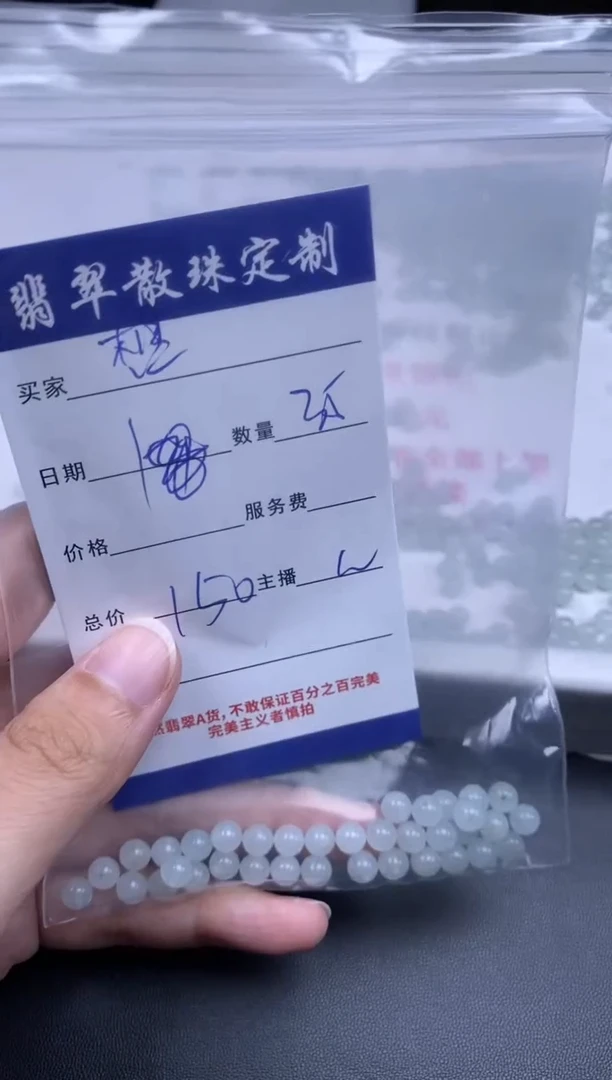 翡翠散珠定制
买家
日期 数量
价格 服务费
总价 150 主播
然翡翠A货，不敢保证百分之百完美
完美主义者慎拍